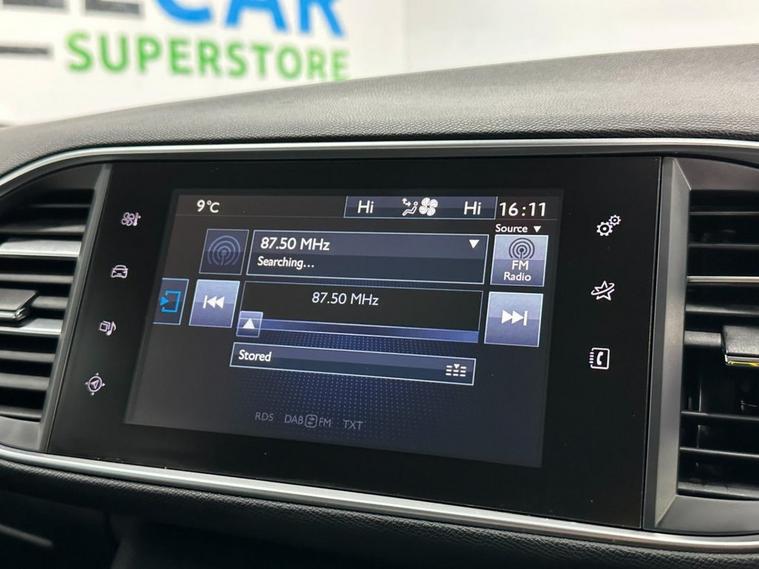 CAR
SUPERSTORE
9°C
Hi
Hi
16:11
Source
87.50 MHz
Searching...
FM
Radio
87.50 MHz
Stored
RDS DAB FM TXT